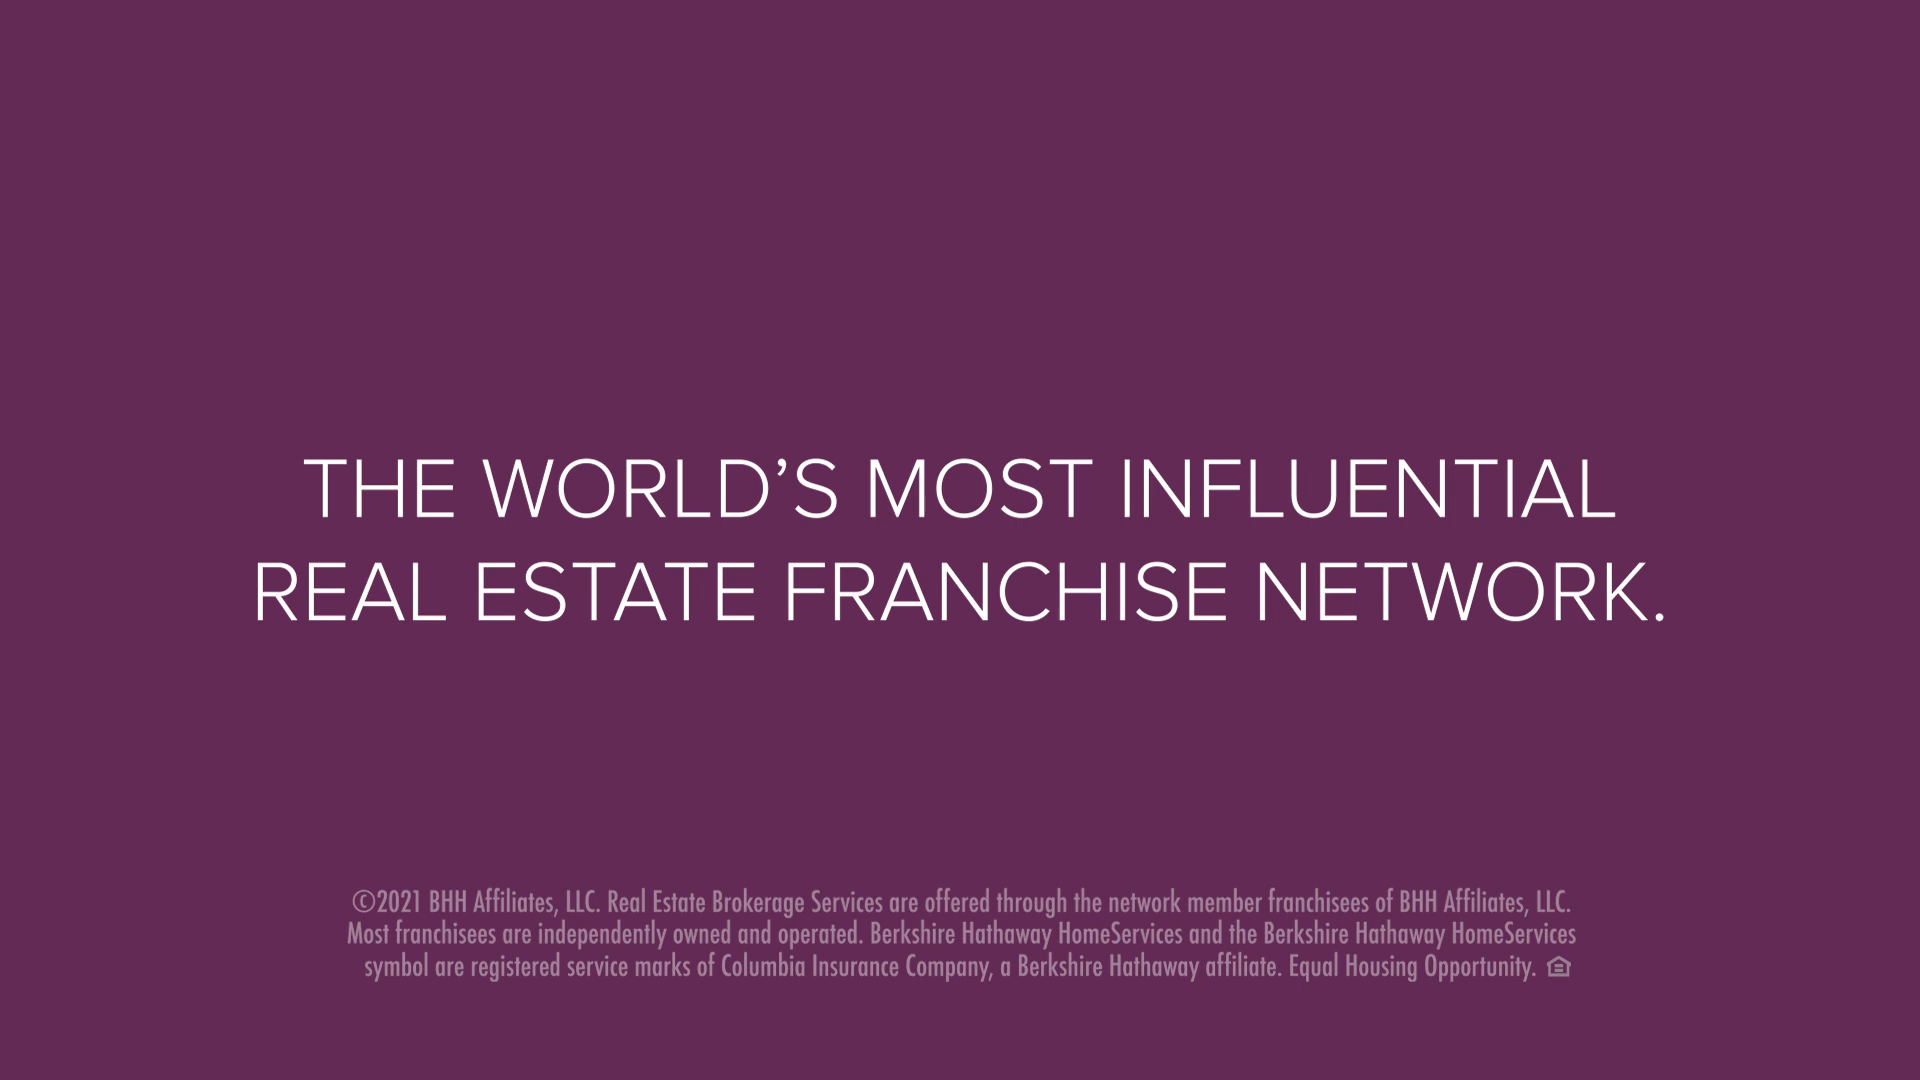 THE WORLD’S MOST INFLUENTIAL
REAL ESTATE FRANCHISE NETWORK.
©2021 BHH Affiliates, LLC. Real Estate Brokerage Services are offered through the network member franchisees of BHH Affiliates, LLC.
Most franchisees are independently owned and operated. Berkshire Hathaway HomeServices and the Berkshire Hathaway HomeServices
symbol are registered service marks of Columbia Insurance Company, a Berkshire Hathaway affiliate. Equal Housing Opportunity.